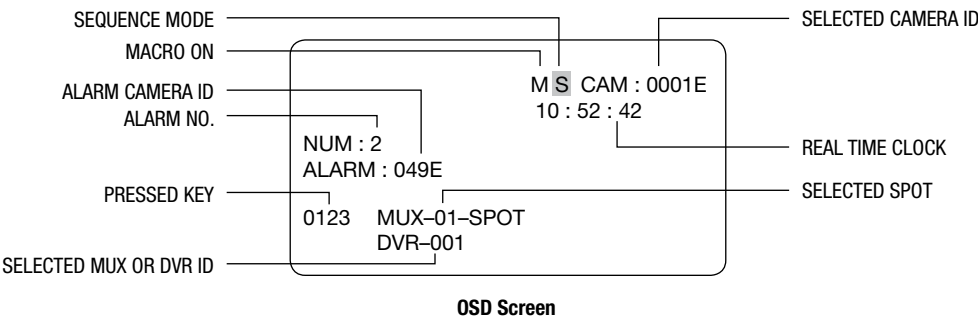 SEQUENCE MODE
SELECTED CAMERA ID
MACRO ON
M S CAM : 0001E
ALARM CAMERA ID
10 : 52 : 42
ALARM NO.
NUM : 2
REAL TIME CLOCK
ALARM : 049E
PRESSED KEY
SELECTED SPOT
0123 MUX–01–SPOT
DVR–001
SELECTED MUX OR DVR ID
OSD Screen